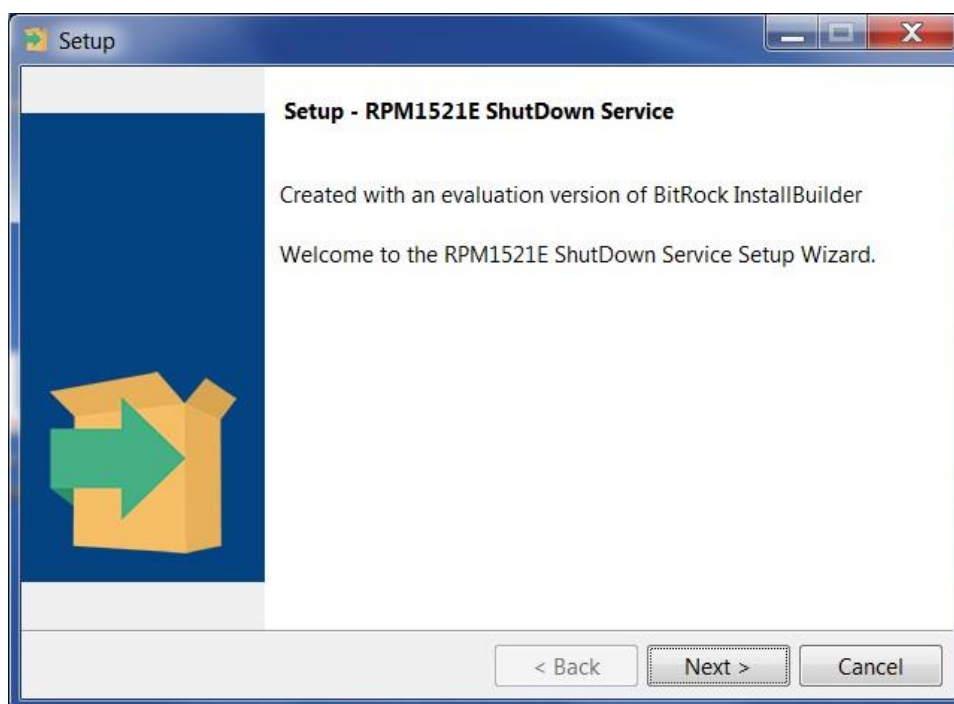 Setup
Setup - RPM1521E ShutDown Service
Created with an evaluation version of BitRock InstallBuilder
Welcome to the RPM1521E ShutDown Service Setup Wizard.
< Back
Next >
Cancel